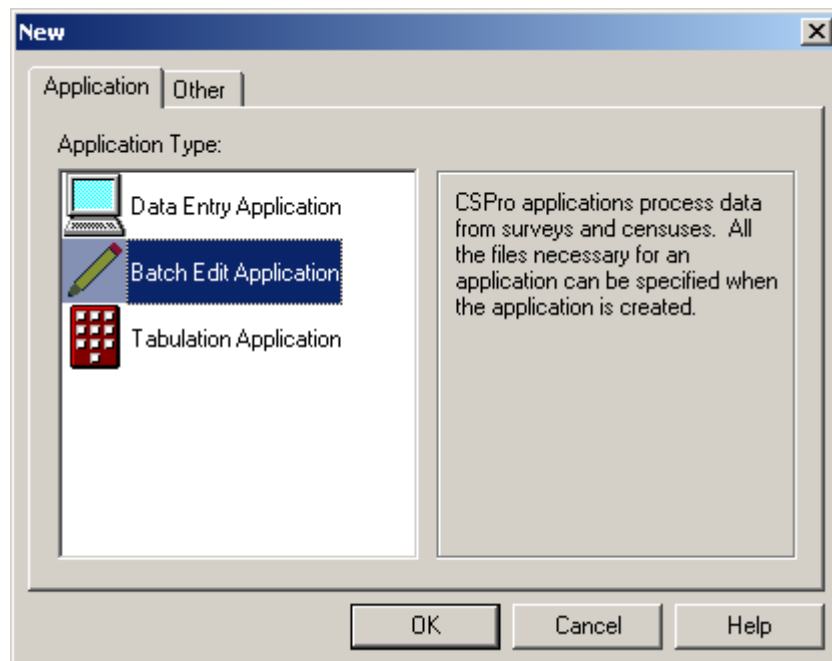 New
Application
Other
Application Type:
Data Entry Application
Batch Edit Application
Tabulation Application
CSPro applications process data
from surveys and censuses. All
the files necessary for an
application can be specified when
the application is created.
OK
Cancel
Help